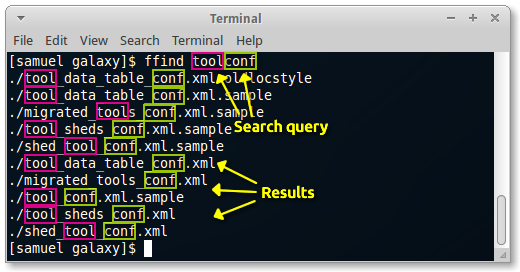 Terminal
File Edit View Search Terminal Help
[samuel galaxy]$ ffind toolconf
./tool_data_table_conf.xml.oldlocstyle
./tool_data_table_conf.xml.sample
./migrated_tools_conf.xml.sample
./tool_sheds_conf.xml.sample
Search query
./shed_tool_conf.xml.sample
./tool_data_table_conf.xml
./migrated_tools_conf.xml
Results
./tool_conf.xml.sample
./tool_sheds_conf.xml
./shed_tool_conf.xml
[samuel galaxy]$